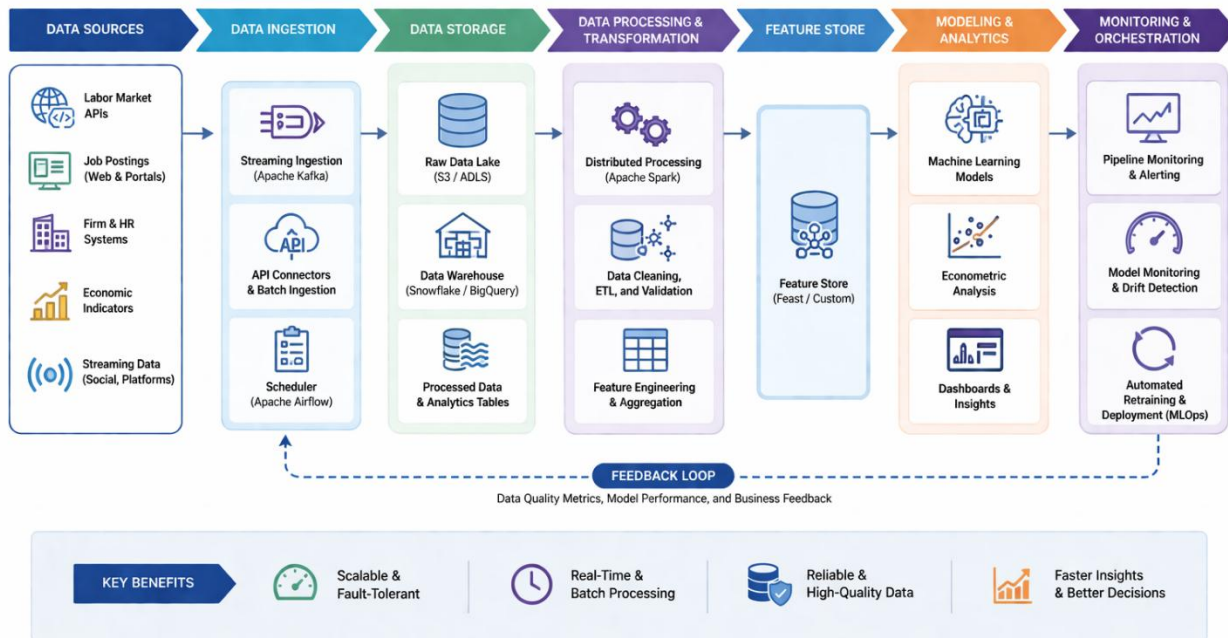 DATA SOURCES
DATA INGESTION
DATA STORAGE
DATA PROCESSING &
TRANSFORMATION
FEATURE STORE
MODELING &
ANALYTICS
MONITORING &
ORCHESTRATION
Labor Market
APIs
Job Postings
(Web & Portals)
Firm & HR
Systems
Economic
Indicators
Streaming Data
(Social, Platforms)
Streaming Ingestion
(Apache Kafka)
API
API Connectors
& Batch Ingestion
Scheduler
(Apache Airflow)
Raw Data Lake
(S3 / ADLS)
Data Warehouse
(Snowflake / BigQuery)
Processed Data
& Analytics Tables
Distributed Processing
(Apache Spark)
Data Cleaning,
ETL, and Validation
Feature Engineering
& Aggregation
Feature Store
(Feast / Custom)
Machine Learning
Models
Econometric
Analysis
Dashboards &
Insights
Pipeline Monitoring
& Alerting
Model Monitoring
& Drift Detection
Automated
Retraining &
Deployment (MLOps)
FEEDBACK LOOP
Data Quality Metrics, Model Performance, and Business Feedback
KEY BENEFITS
Scalable &
Fault-Tolerant
Real-Time &
Batch Processing
Reliable &
High-Quality Data
Faster Insights
& Better Decisions